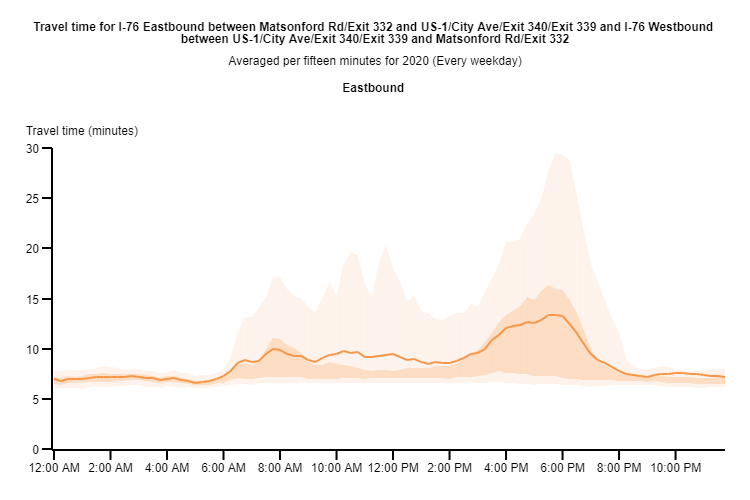 Travel time for I-76 Eastbound between Matsonford Rd/Exit 332 and US-1/City Ave/Exit 340/Exit 339 and I-76 Westbound
between US-1/City Ave/Exit 340/Exit 339 and Matsonford Rd/Exit 332
Averaged per fifteen minutes for 2020 (Every weekday)
Eastbound
Travel time (minutes)
30
25
20
15
10
5
0
12:00 AM 2:00 AM 4:00 AM 6:00 AM 8:00 AM 10:00 AM 12:00 PM 2:00 PM 4:00 PM 6:00 PM 8:00 PM 10:00 PM